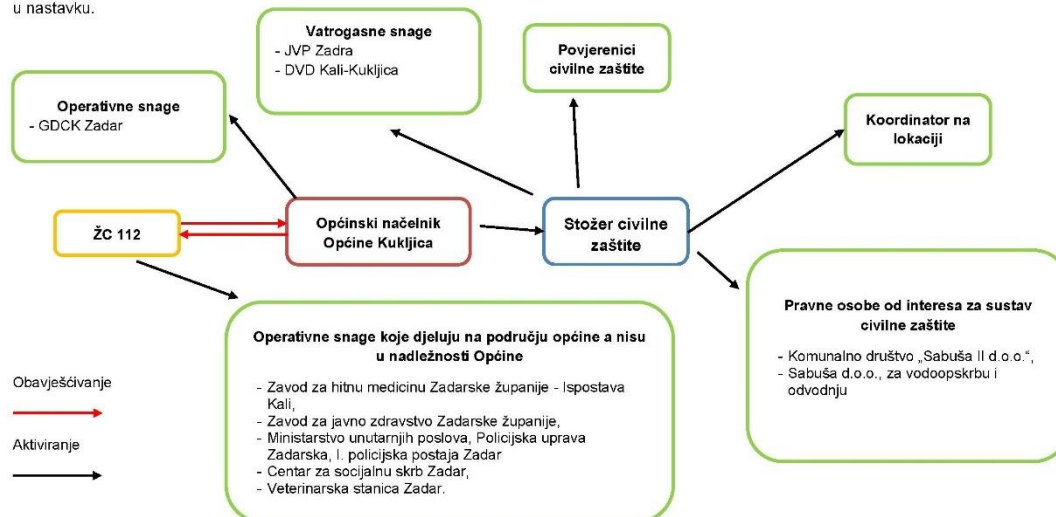 u nastavku.
Vatrogasne snage
- JVP Zadra
- DVD Kali-Kukljica
Povjerenici
civilne zaštite
Operativne snage
- GDCK Zadar
Koordinator na
lokaciji
ŽC 112
Općinski načelnik
Općine Kukljica
Stožer civilne
zaštite
Operativne snage koje djeluju na području općine a nisu
u nadležnosti Općine
- Zavod za hitnu medicinu Zadarske županije - Ispostava
Kali,
- Zavod za javno zdravstvo Zadarske županije,
- Ministarstvo unutarnjih poslova, Policijska uprava
Zadarska, I. policijska postaja Zadar
- Centar za socijalnu skrb Zadar,
- Veterinarska stanica Zadar.
Pravne osobe od interesa za sustav
civilne zaštite
- Komunalno društvo „Sabuša II d.o.o.“,
- Sabuša d.o.o., za vodoopskrbu i
odvodnju
Obavješćivanje
Aktiviranje